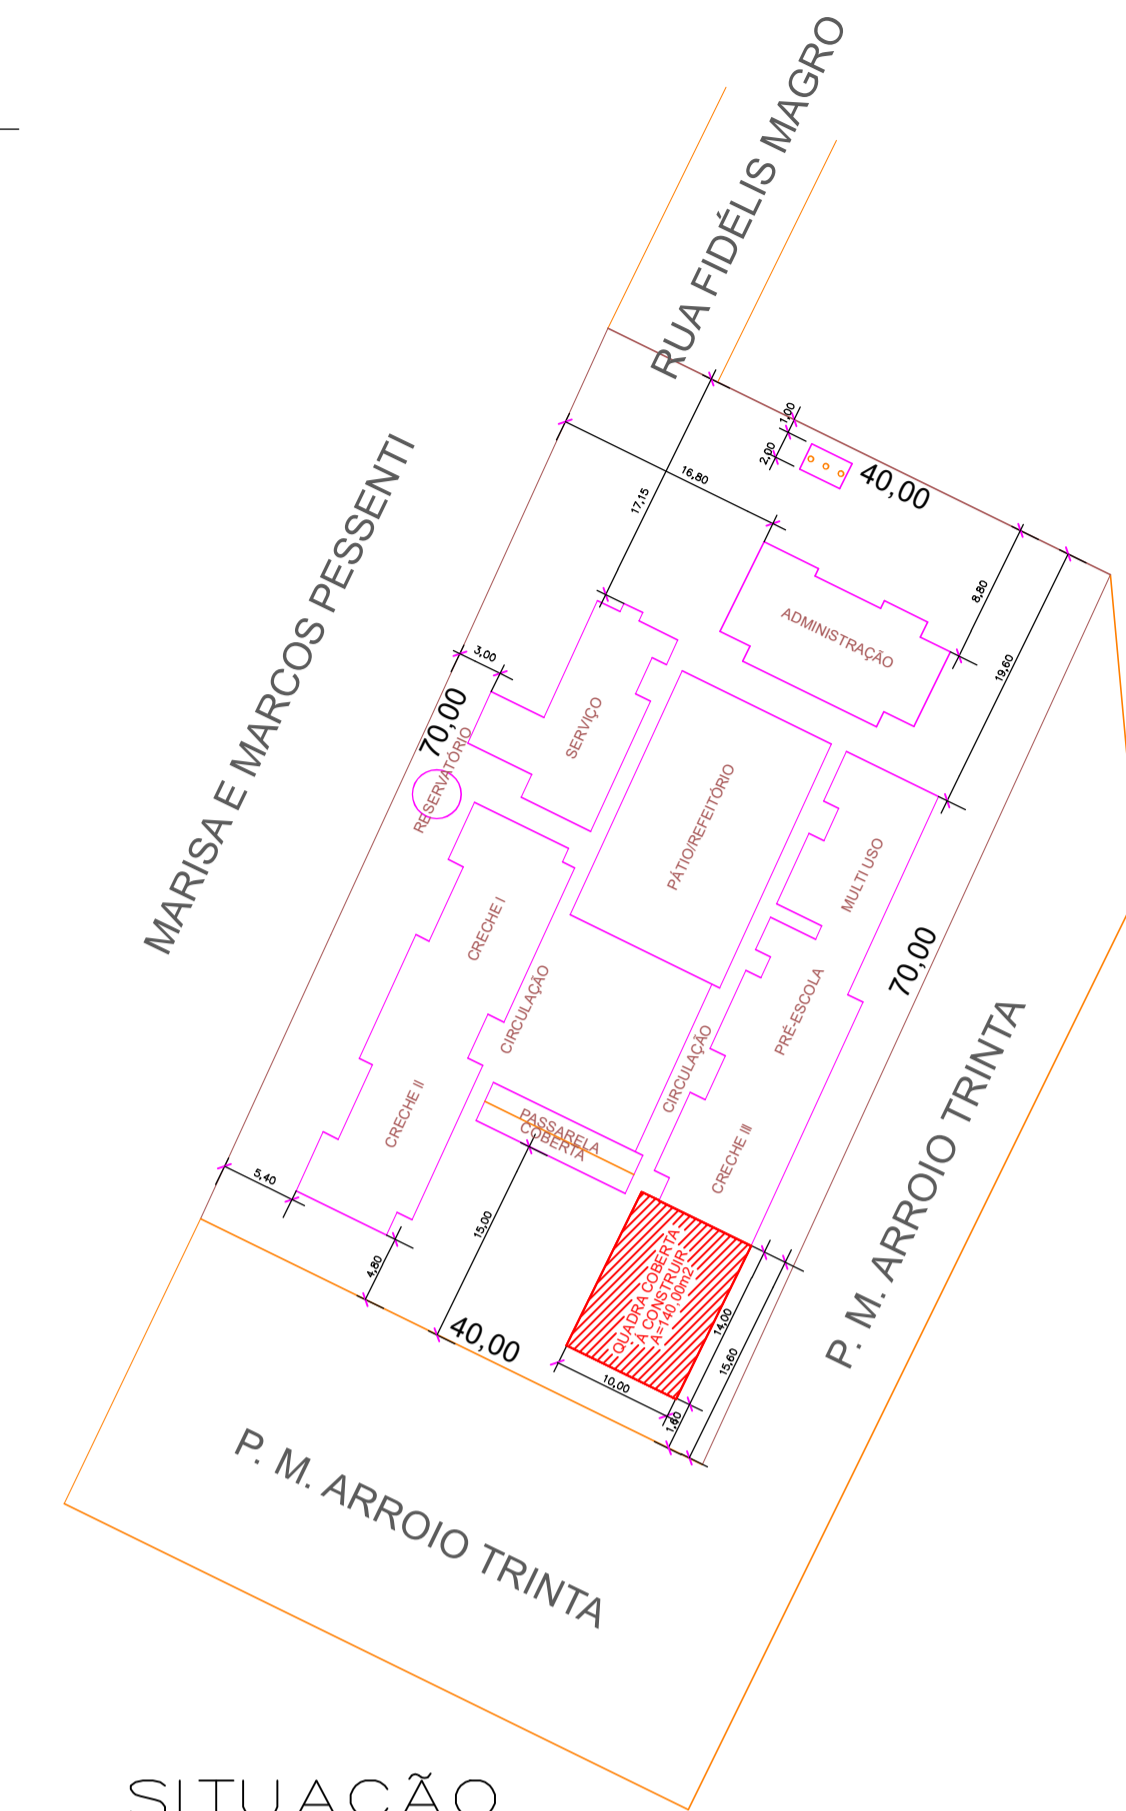 RUA FIDÉLIS MAGRO
1,00
2,00
40,00
16,80
17,15
8,80
19,60
ADMINISTRAÇÃO
MARISA E MARCOS PESSENTI
3,00
70,00
RESERVATÓRIO
SERVIÇO
PÁTIO/REFEITÓRIO
MULTI USO
CRECHE I
CIRCULAÇÃO
PRÉ-ESCOLA
70,00
CIRCULAÇÃO
CRECHE II
PASSARELA
COBERTA
CRECHE III
P. M. ARROIO TRINTA
5,40
4,80
15,00
QUADRA COBERTA
Á CONSTRUIR
A=140,00m2
14,00
15,60
10,00
1,60
40,00
P. M. ARROIO TRINTA
SITUAÇÃO